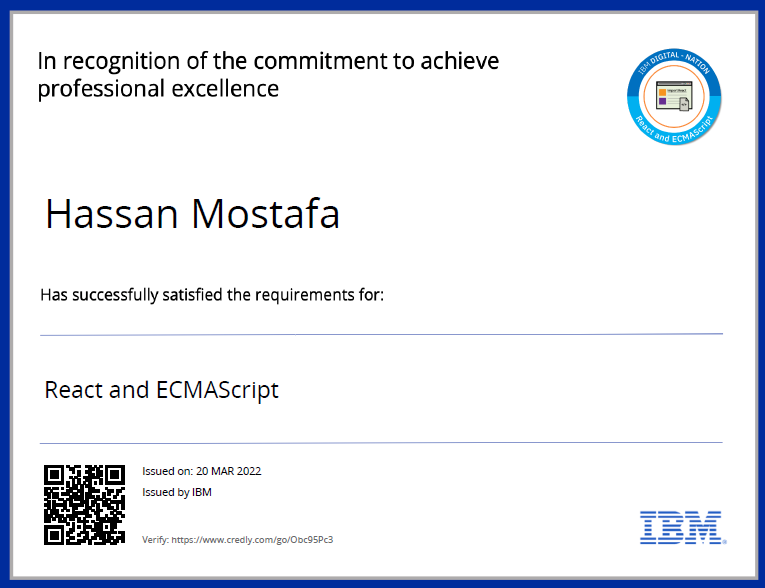 In recognition of the commitment to achieve
professional excellence
IBM DIGITAL - NATION
React and ECMAScript
Hassan Mostafa
Has successfully satisfied the requirements for:
React and ECMAScript
Issued on: 20 MAR 2022
Issued by IBM
Verify: https://www.credly.com/go/Obc95Pc3
IBM®